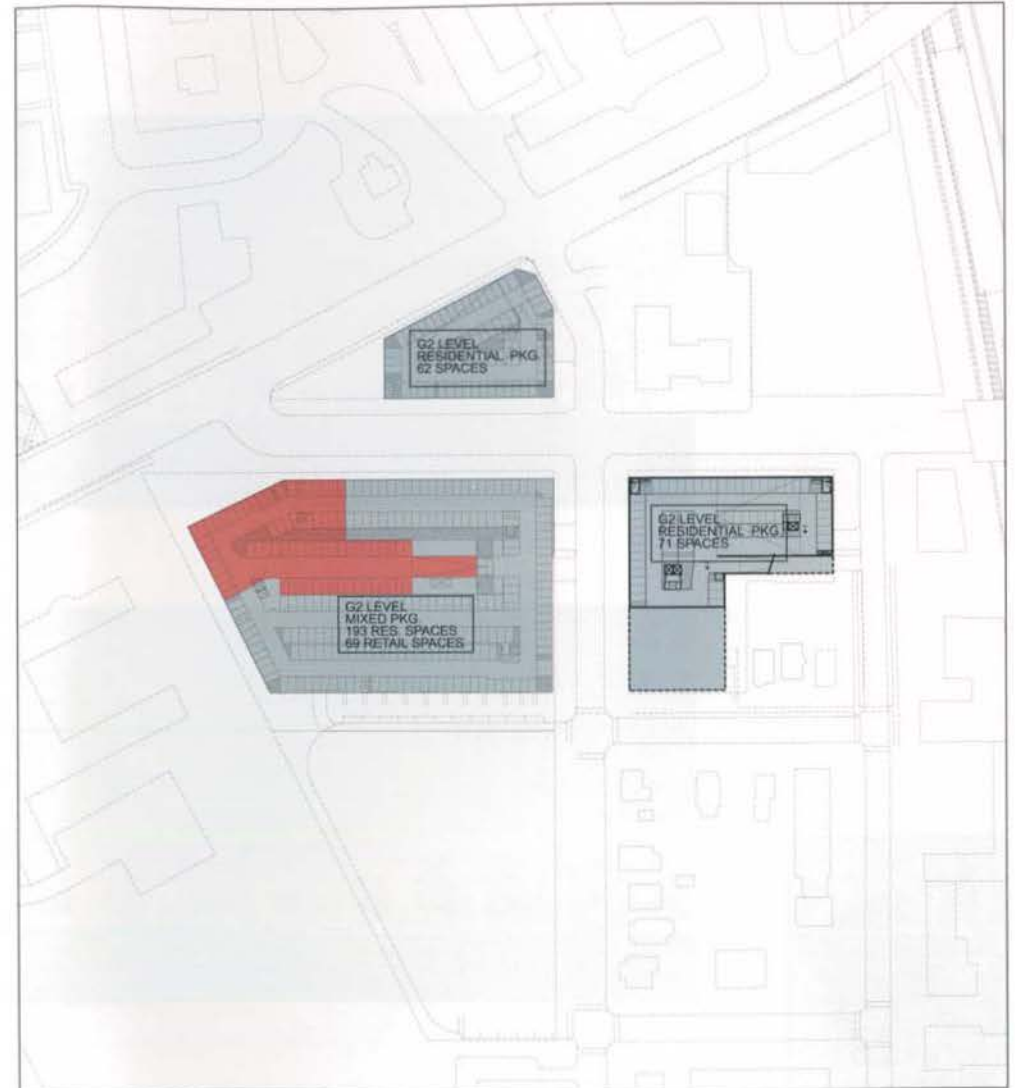 G2 LEVEL
RESIDENTIAL PKG.
62 SPACES
G2 LEVEL
RESIDENTIAL PKG.
71 SPACES
G2 LEVEL
MIXED PKG.
193 RES. SPACES
69 RETAIL SPACES